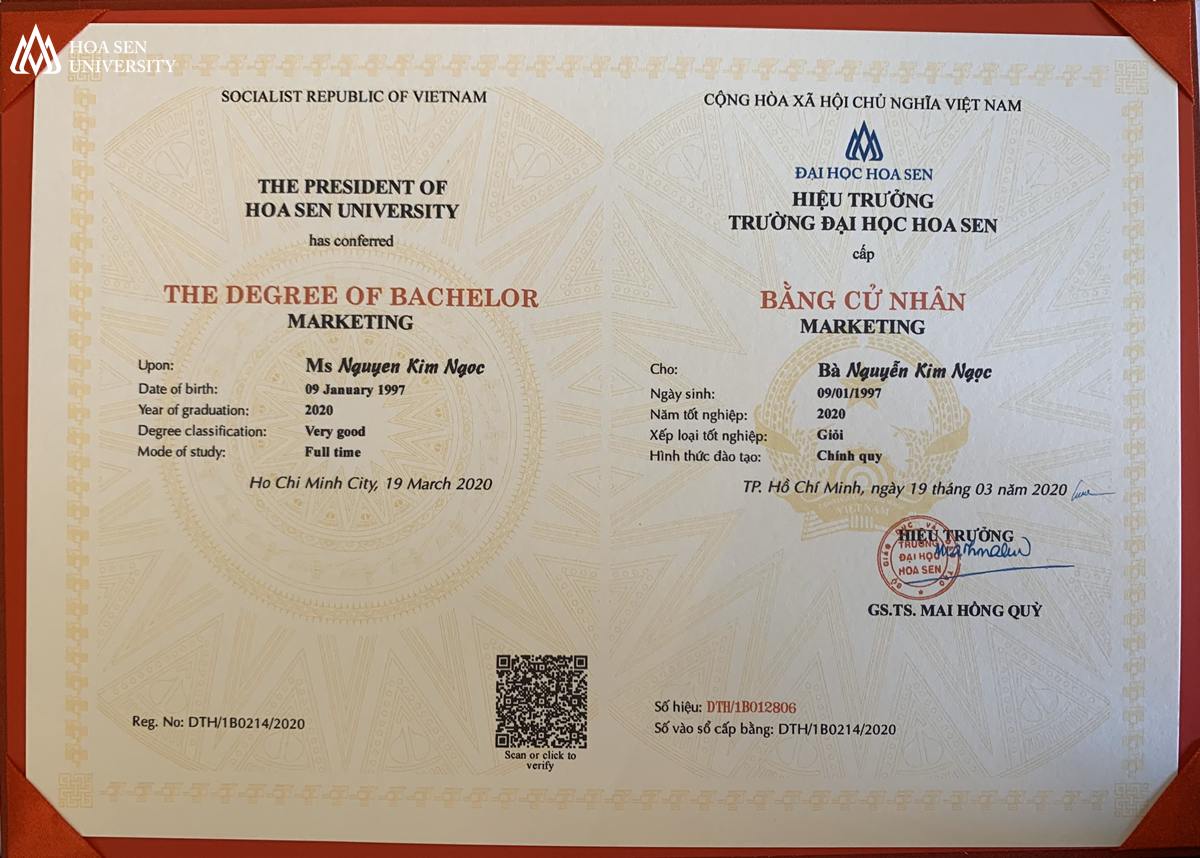 HOA SEN
UNIVERSITY
SOCIALIST REPUBLIC OF VIETNAM
THE PRESIDENT OF
HOA SEN UNIVERSITY
has conferred
THE DEGREE OF BACHELOR
MARKETING
Upon: Ms Nguyen Kim Ngoc
Date of birth: 09 January 1997
Year of graduation: 2020
Degree classification: Very good
Mode of study: Full time
Ho Chi Minh City, 19 March 2020
Reg. No: DTH/1B0214/2020
Scan or click to
verify
CỘNG HÒA XÃ HỘI CHỦ NGHĨA VIỆT NAM
ĐẠI HỌC HOA SEN
HIỆU TRƯỞNG
TRƯỜNG ĐẠI HỌC HOA SEN
cấp
BẰNG CỬ NHÂN
MARKETING
Cho: Bà Nguyễn Kim Ngọc
Ngày sinh: 09/01/1997
Năm tốt nghiệp: 2020
Xếp loại tốt nghiệp: Giỏi
Hình thức đào tạo: Chính quy
VIỆT NAM
TP. Hồ Chí Minh, ngày 19 tháng 03 năm 2020
HIỆU TRƯỞNG
TRƯỜNG
ĐẠI HỌC
HOA SEN
GS.TS. MAI HỒNG QUỲ
Số hiệu: DTH/1B012806
Số vào sổ cấp bằng: DTH/1B0214/2020